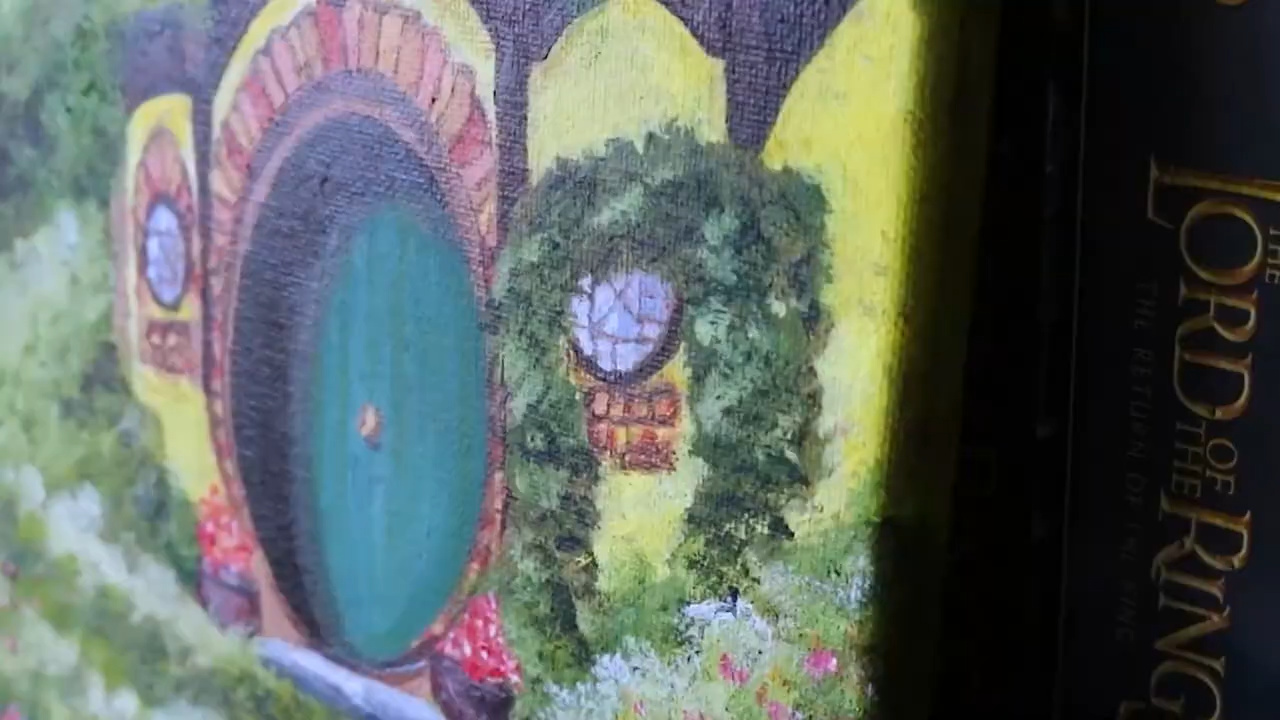 THE
LORD OF
THE RINGS
THE RETURN OF THE KING